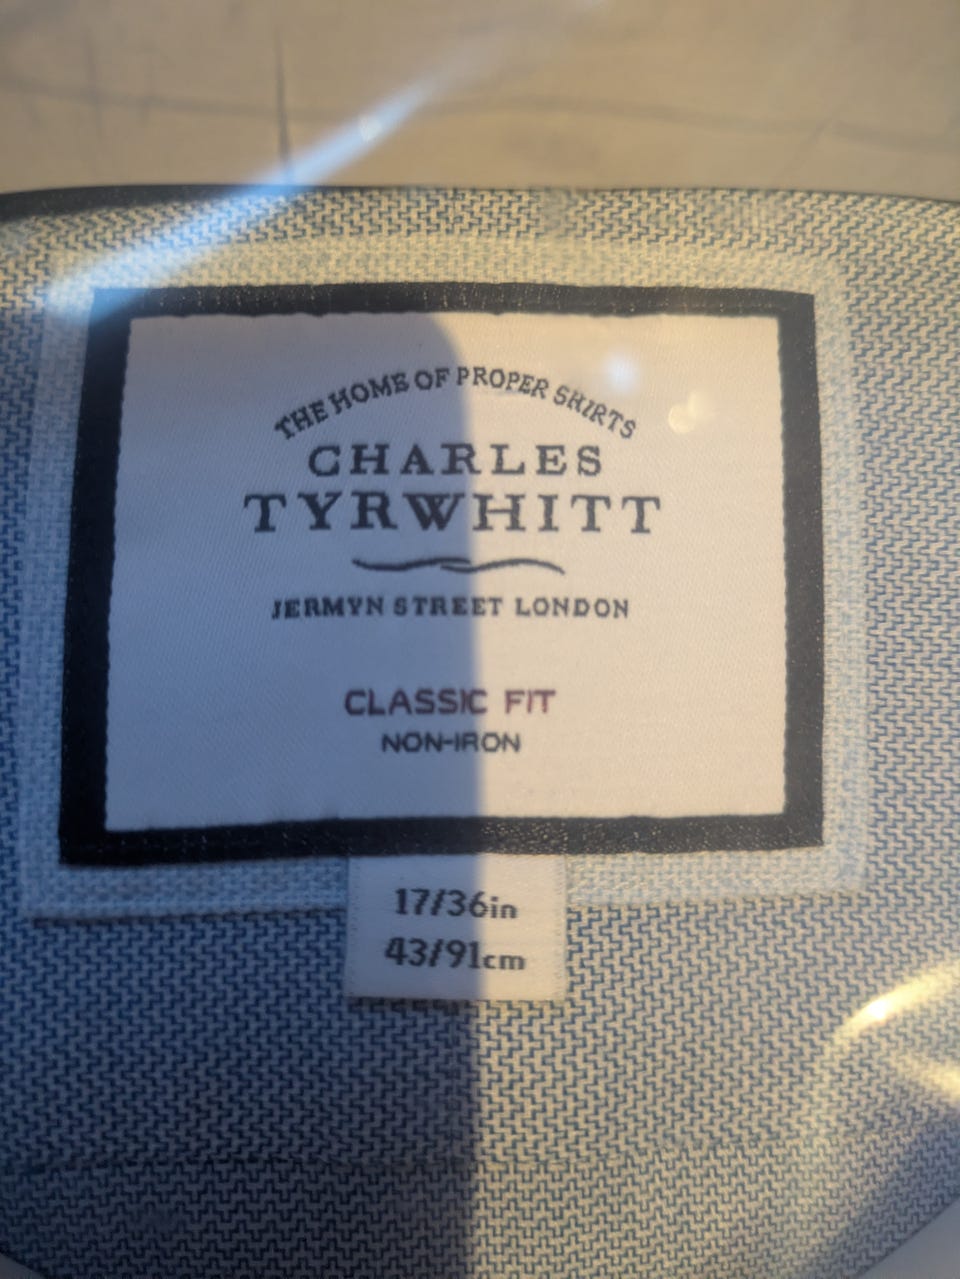 THE HOME OF PROPER SHIRTS
CHARLES
TYRWHITT
JERMYN STREET LONDON
CLASSIC FIT
NON-IRON
17/36in
43/91cm